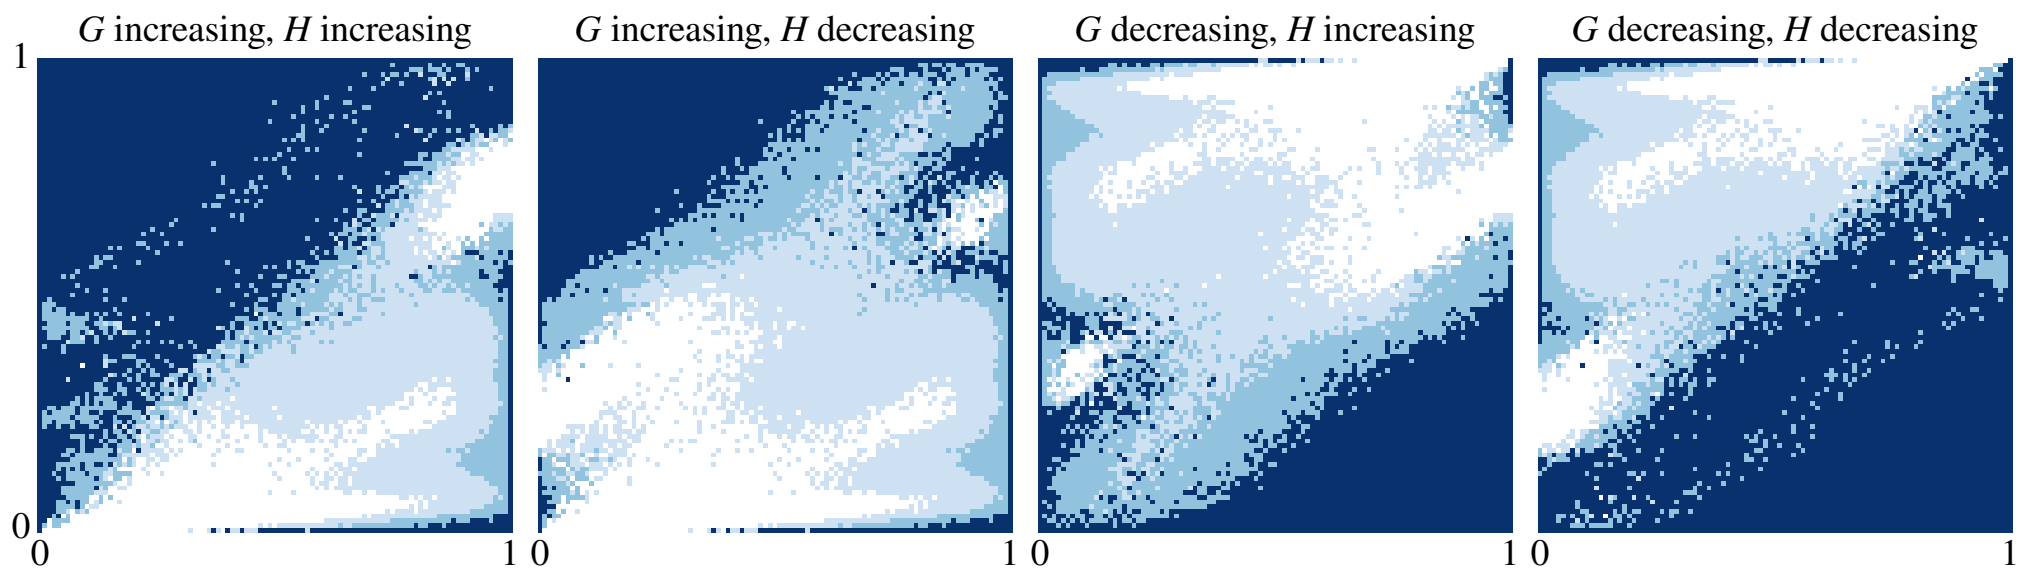 G increasing, H increasing
G increasing, H decreasing
G decreasing, H increasing
G decreasing, H decreasing
1
0
0 1 0 1 0 1 0 1